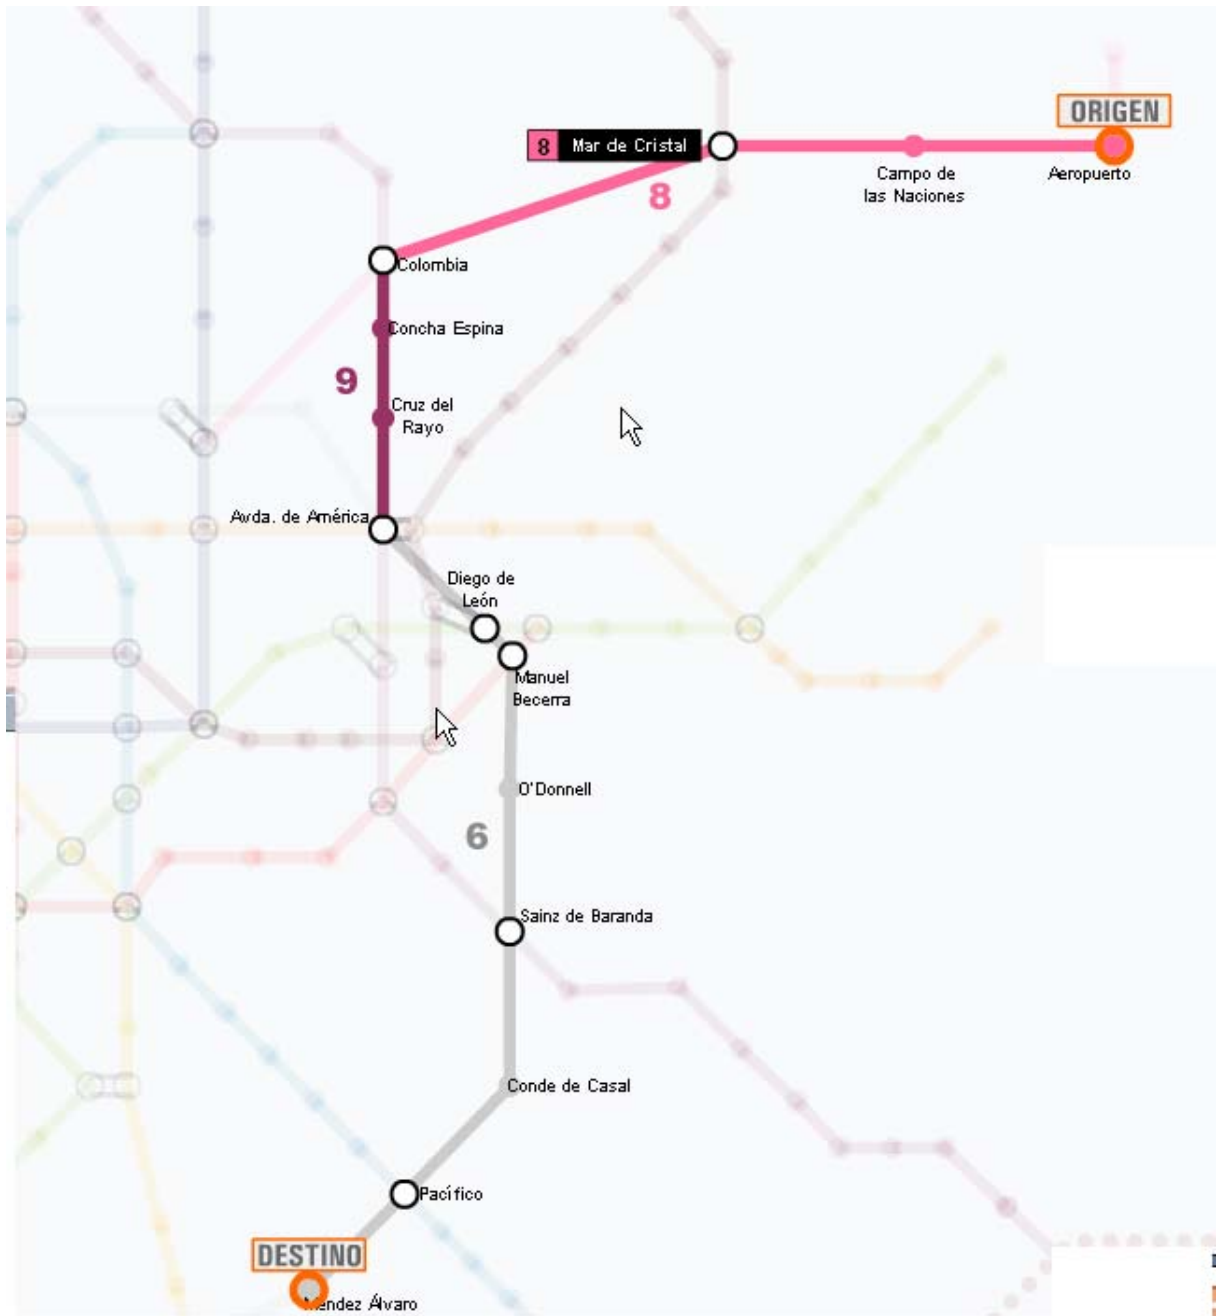 ORIGEN
8 Mar de Cristal
Campo de
las Naciones
Aeropuerto
8
Colombia
Concha Espina
9
Cruz del
Rayo
Avda. de América
Diego de
León
Manuel
Becerra
O'Donnell
6
Sainz de Baranda
Conde de Casal
Pacífico
DESTINO
Méndez Álvaro